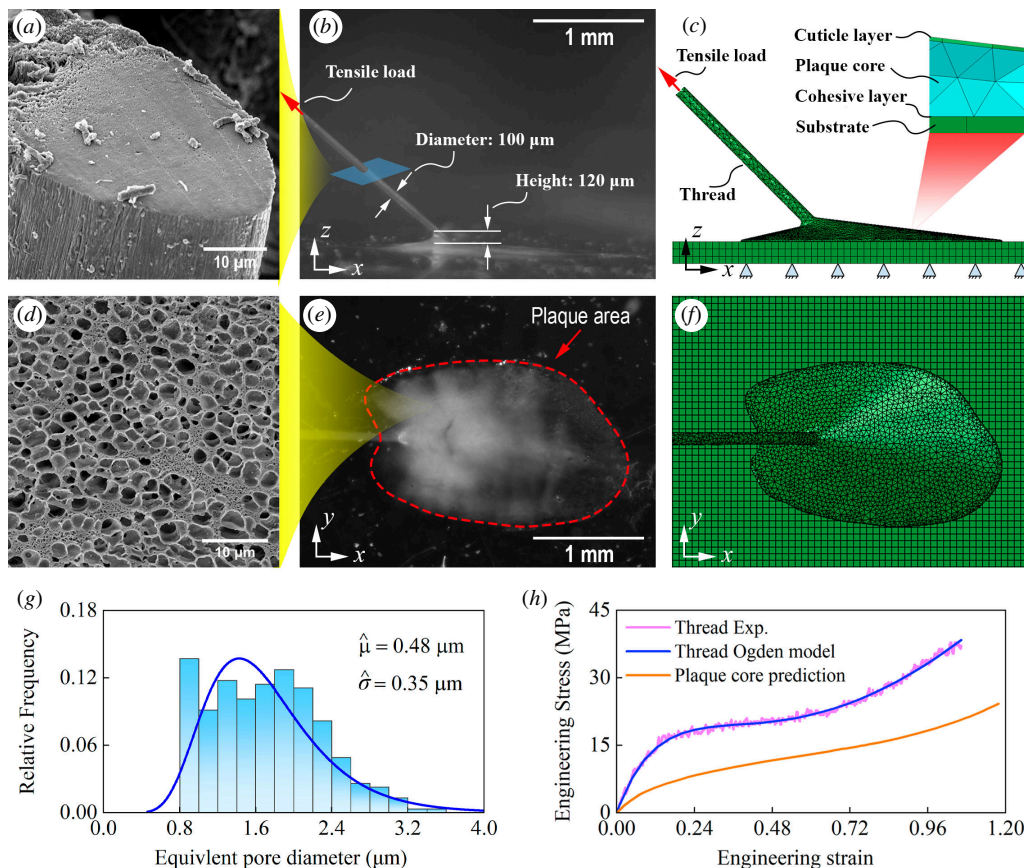 (a)
10 µm
(b)
1 mm
Tensile load
Diameter: 100 µm
Height: 120 µm
z
x
(c)
Cuticle layer
Plaque core
Cohesive layer
Substrate
Tensile load
Thread
z
x
(d)
10 µm
(e)
Plaque area
y
x
1 mm
(f)
y
x
(g)
Relative Frequency
0.18
0.12
0.06
0.00
μ̂ = 0.48 µm
σ̂ = 0.35 µm
0.0 0.8 1.6 2.4 3.2 4.0
Equivlent pore diameter (µm)
(h)
Engineering Stress (MPa)
45
30
15
0
Thread Exp.
Thread Ogden model
Plaque core prediction
0.00 0.24 0.48 0.72 0.96 1.20
Engineering strain